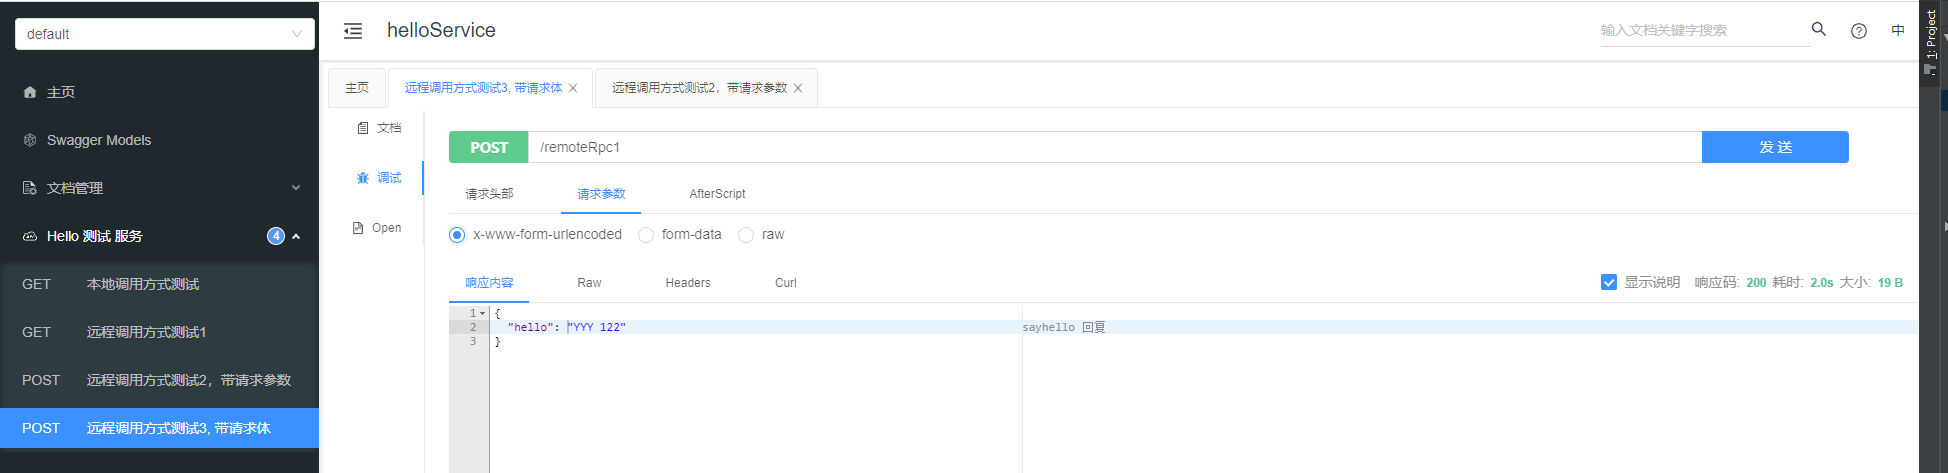 default
主页
Swagger Models
文档管理
Hello 测试 服务 4
GET 本地调用方式测试
GET 远程调用方式测试1
POST 远程调用方式测试2，带请求参数
POST 远程调用方式测试3, 带请求体
helloService
输入文档关键字搜索
中
主页
远程调用方式测试3, 带请求体
远程调用方式测试2，带请求参数
文档
调试
Open
POST /remoteRpc1 发 送
请求头部 请求参数 AfterScript
x-www-form-urlencoded form-data raw
响应内容 Raw Headers Curl
显示说明 响应码: 200 耗时: 2.0s 大小: 19 B
1 {
2 "hello": "YYY 122" sayhello 回复
3 }
1: Project